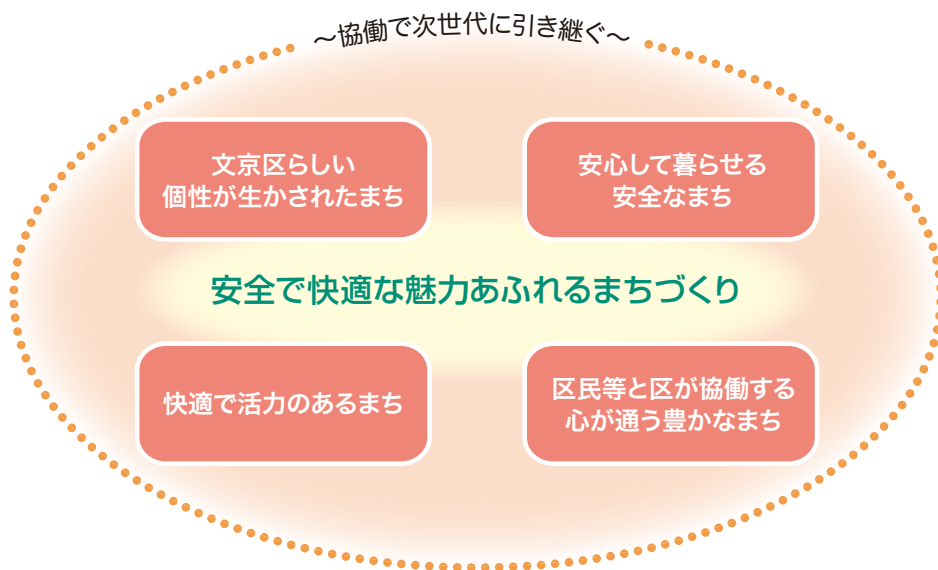 ～協働で次世代に引き継ぐ～
文京区らしい
個性が生かされたまち
安心して暮らせる
安全なまち
安全で快適な魅力あふれるまちづくり
快適で活力のあるまち
区民等と区が協働する
心が通う豊かなまち